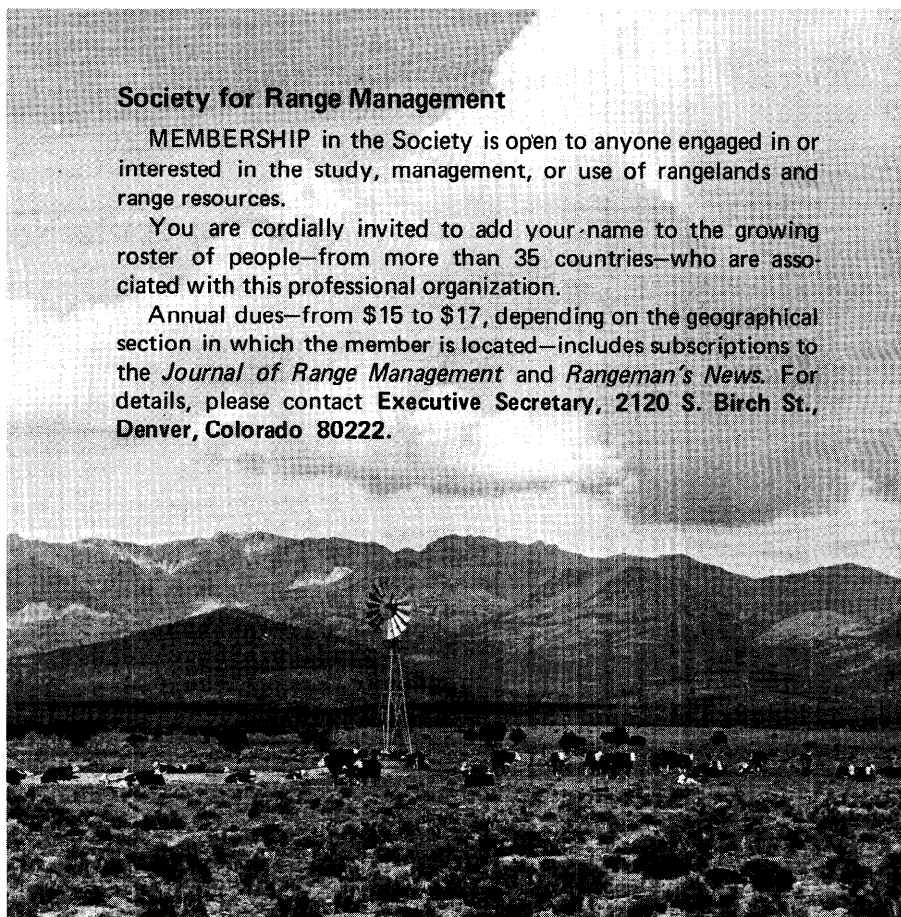 Society for Range Management
MEMBERSHIP in the Society is open to anyone engaged in or
interested in the study, management, or use of rangelands and
range resources.
You are cordially invited to add your name to the growing
roster of people—from more than 35 countries—who are asso-
ciated with this professional organization.
Annual dues—from $15 to $17, depending on the geographical
section in which the member is located—includes subscriptions to
the Journal of Range Management and Rangeman's News. For
details, please contact Executive Secretary, 2120 S. Birch St.,
Denver, Colorado 80222.